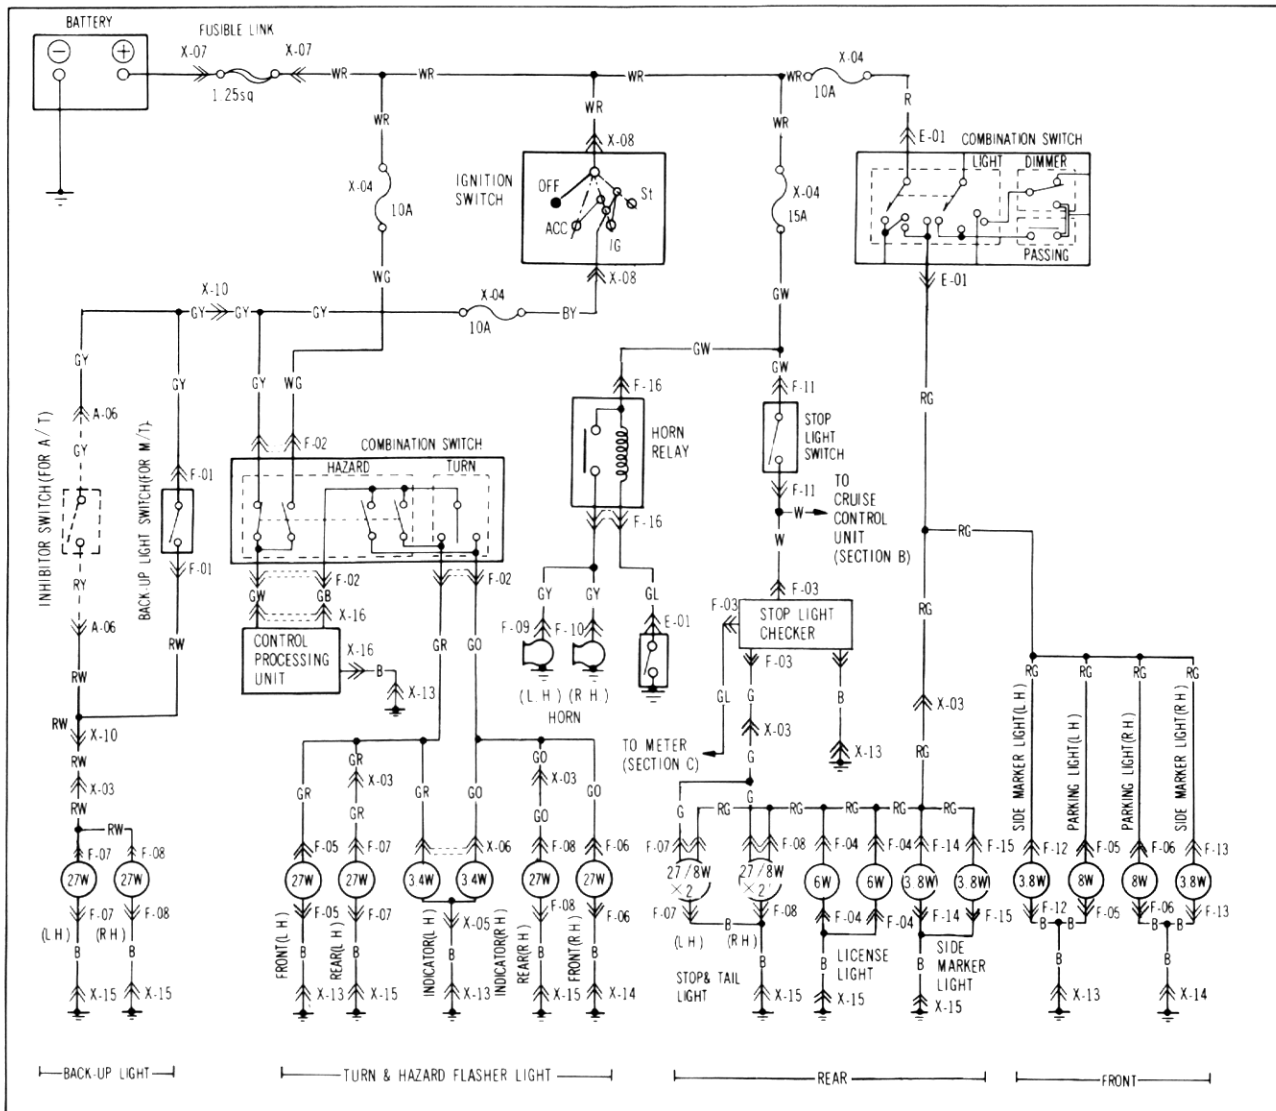 BATTERY
FUSIBLE LINK
X-07
X-07
1.25sq
WR
WR
WR
WR
X-04
10A
R
E-01
COMBINATION SWITCH
LIGHT
DIMMER
PASSING
E-01
WR
X-04
10A
WG
WR
X-08
IGNITION
SWITCH
OFF
St
ACC
IG
X-08
WR
X-04
15A
GW
X-10
GY
GY
GY
X-04
10A
BY
GY
GY
GY
WG
GW
GW
RG
A-06
GY
F-01
F-02
COMBINATION SWITCH
HAZARD
TURN
INHIBITOR SWITCH(FOR A/T)
BACK-UP LIGHT SWITCH(FOR M/T)
RY
A-06
F-01
RW
RW
RW
X-10
RW
X-03
RW
RW
F-16
HORN
RELAY
F-16
F-11
STOP
LIGHT
SWITCH
F-11
W
TO
CRUISE
CONTROL
UNIT
(SECTION B)
W
F-02
F-02
GW
GB
X-16
CONTROL
PROCESSING
UNIT
X-16
B
X-13
GR
GO
GY
GY
GL
F-09
F-10
E-01
(L.H)
(R.H)
HORN
F-03
F-03
STOP LIGHT
CHECKER
F-03
GL
G
B
X-03
X-13
TO METER
(SECTION C)
G
G
G
RG
RG
RG
X-03
RG
RG
RG
RG
RG
RG
RG
RG
RG
RG
SIDE MARKER LIGHT(LH)
PARKING LIGHT(LH)
PARKING LIGHT(RH)
SIDE MARKER LIGHT(RH)
GR
GR
X-03
GR
GO
GO
X-03
GO
GO
F-07
F-08
F-05
F-07
X-06
F-08
F-06
F-07
F-08
F-04
F-04
F-14
F-15
F-12
F-05
F-06
F-13
27W
27W
27W
27W
3.4W
3.4W
27W
27W
27/8W
×2
27/8W
×2
6W
6W
3.8W
3.8W
3.8W
8W
8W
3.8W
F-07
F-08
F-05
F-07
X-05
F-08
F-06
F-07
F-08
F-04
F-04
F-14
F-15
F-12
F-05
F-06
F-13
(LH)
(RH)
B
B
FRONT(LH)
B
REAR(LH)
B
INDICATOR(LH)
B
INDICATOR(RH)
REAR(RH)
B
FRONT(RH)
B
(LH)
B
(RH)
B
STOP& TAIL
LIGHT
B
LICENSE
LIGHT
B
SIDE
MARKER
LIGHT
B
B
B
B
B
B
X-15
X-15
X-13
X-15
X-13
X-15
X-14
X-15
X-15
X-15
X-13
X-14
BACK-UP LIGHT
TURN & HAZARD FLASHER LIGHT
REAR
FRONT